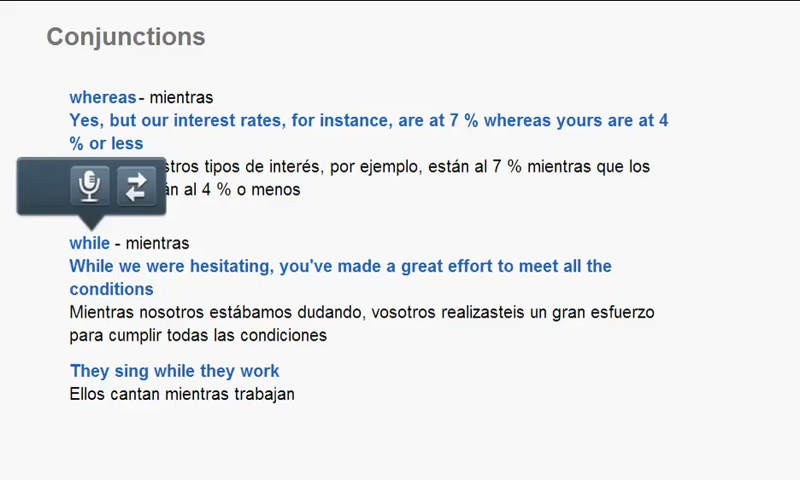 Conjunctions
whereas - mientras
Yes, but our interest rates, for instance, are at 7 % whereas yours are at 4
% or less
tipos de interés, por ejemplo, están al 7 % mientras que los
al 4 % o menos
while - mientras
While we were hesitating, you've made a great effort to meet all the
conditions
Mientras nosotros estábamos dudando, vosotros realizasteis un gran esfuerzo
para cumplir todas las condiciones
They sing while they work
Ellos cantan mientras trabajan